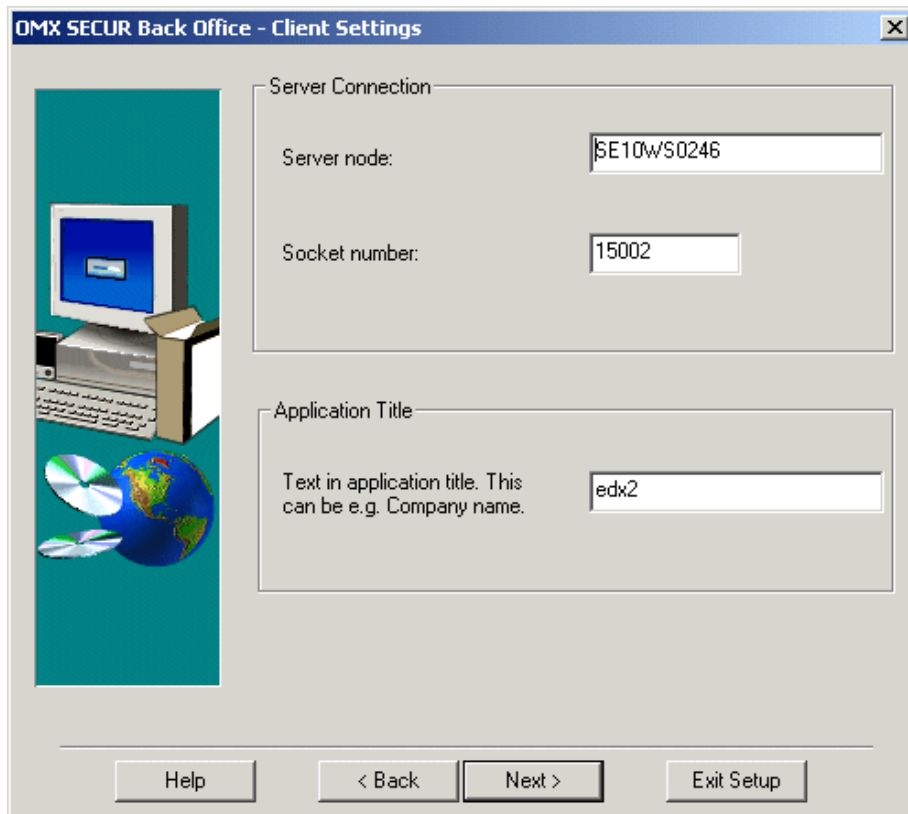 OMX SECUR Back Office - Client Settings
Server Connection
Server node:
SE10WS0246
Socket number:
15002
Application Title
Text in application title. This
can be e.g. Company name.
edx2
Help
< Back
Next >
Exit Setup